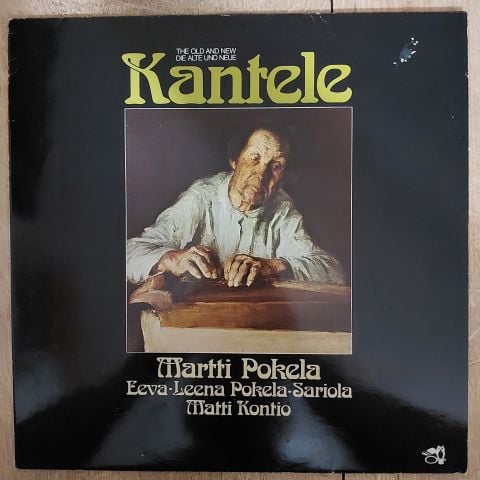 THE OLD AND NEW
DIE ALTE UND NEUE
Kantele
Martti Pokela
Eeva-Leena Pokela-Sariola
Matti Kontio